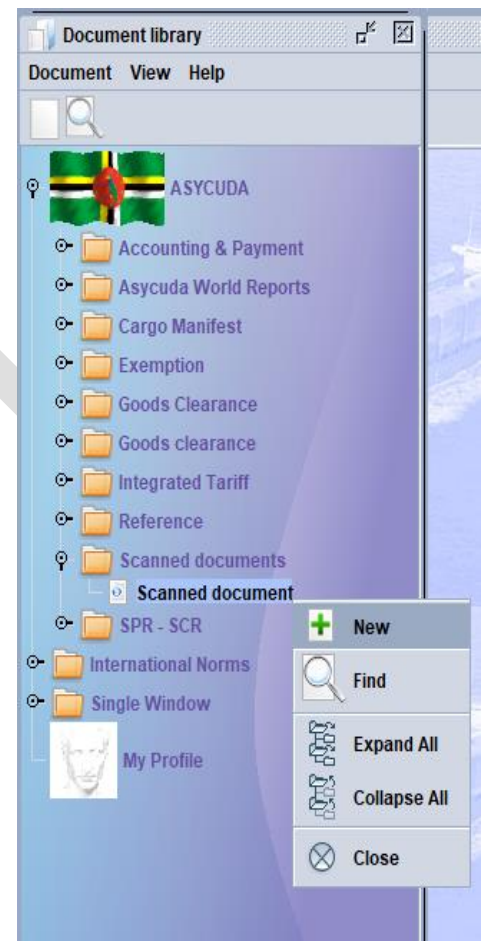 Document library
Document View Help
ASYCUDA
Accounting & Payment
Asycuda World Reports
Cargo Manifest
Exemption
Goods Clearance
Goods clearance
Integrated Tariff
Reference
Scanned documents
Scanned document
SPR - SCR
International Norms
Single Window
My Profile
New
Find
Expand All
Collapse All
Close